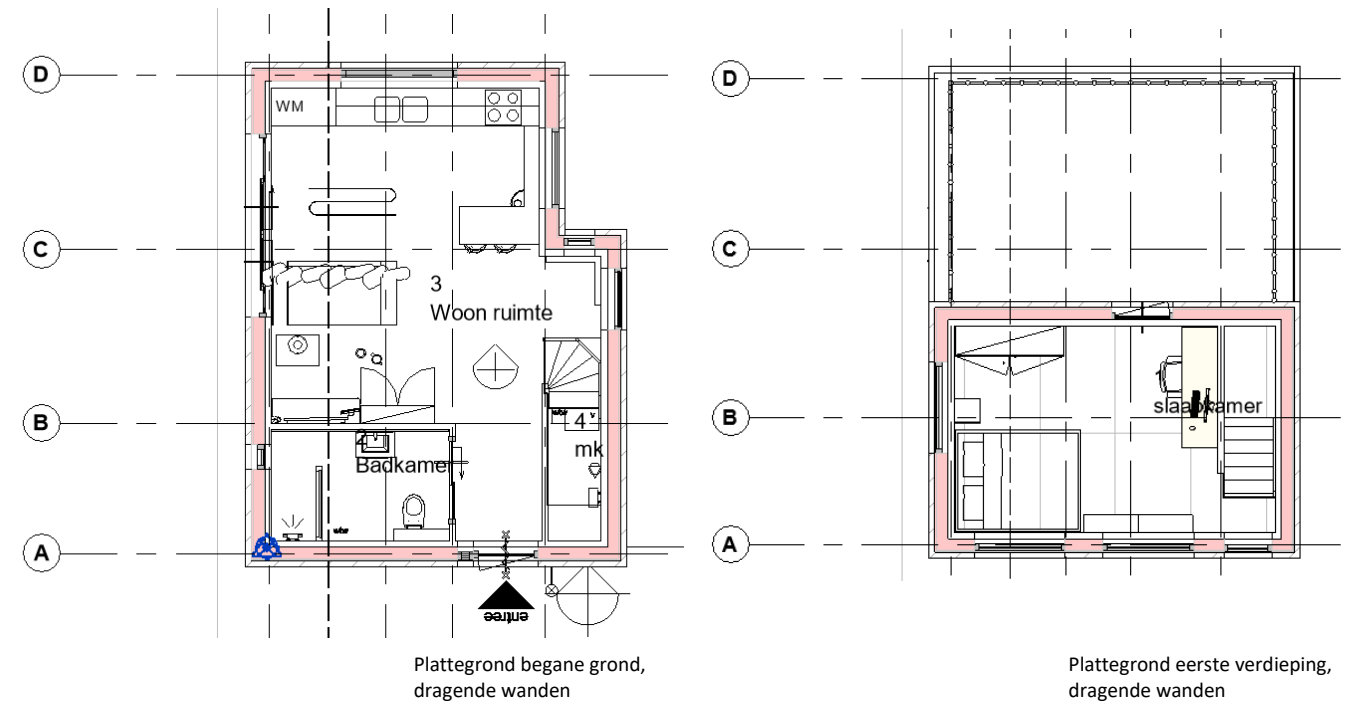 D
WM
C
3
Woon ruimte
B
4
mk
2
Badkamer
A
entree
Plattegrond begane grond,
dragende wanden
D
C
B
slaapkamer
A
Plattegrond eerste verdieping,
dragende wanden